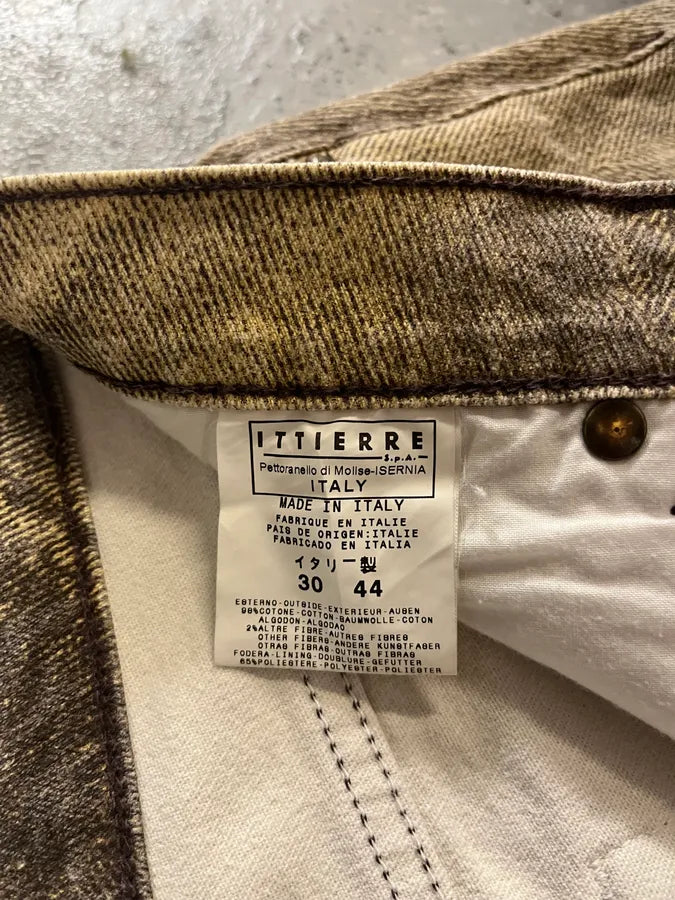 ITTIERRE
S.p.A.
Pettoranello di Molise-ISERNIA
ITALY
MADE IN ITALY
FABRIQUE EN ITALIE
PAIS DE ORIGEN:ITALIE
FABRICADO EN ITALIA
イタリー製
30 44
ESTERNO-OUTSIDE-EXTERIEUR-AUSEN
98%COTONE-COTTON-BAUMWOLLE-COTON
ALGODON-ALGODAO
2%ALTRE FIBRE-AUTRES FIBRES
OTHER FIBERS-ANDERE KUNSTFASER
OTRAS FIBRAS-OUTRAS FIBRAS
FODERA-LINING-DOUBLURE-GEFUTTER
65%POLIESTERE-POLYESTER-POLIESTER